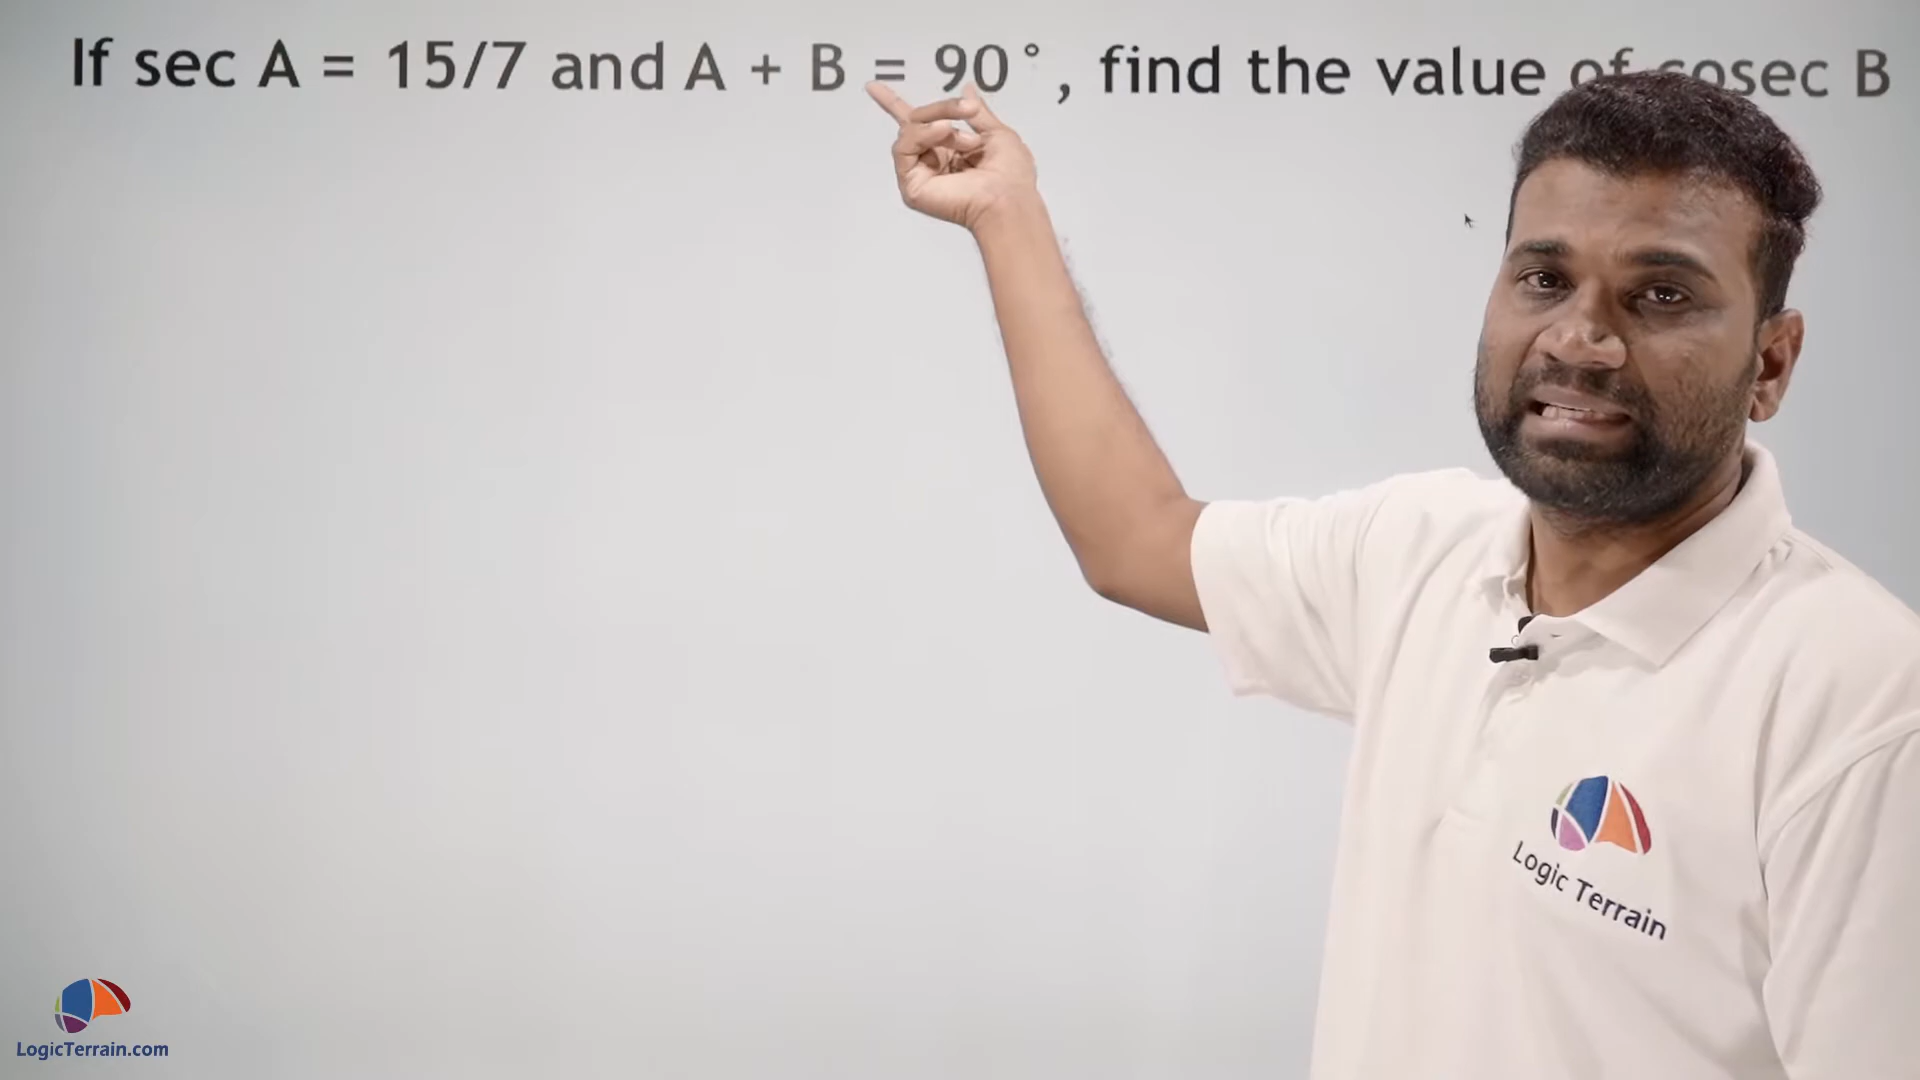 If sec A = 15/7 and A + B = 90°, find the value of cosec B
Logic Terrain
LogicTerrain.com